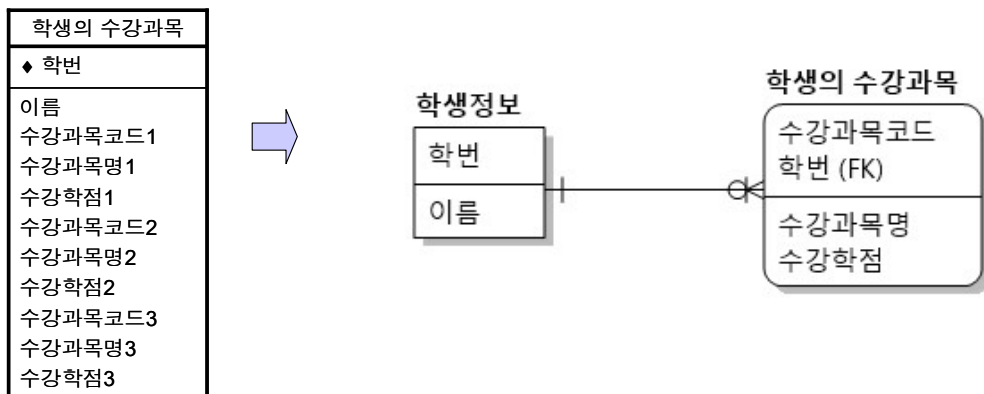 학생의 수강과목
♦ 학번
이름
수강과목코드1
수강과목명1
수강학점1
수강과목코드2
수강과목명2
수강학점2
수강과목코드3
수강과목명3
수강학점3
학생정보
학번
이름
학생의 수강과목
수강과목코드
학번 (FK)
수강과목명
수강학점